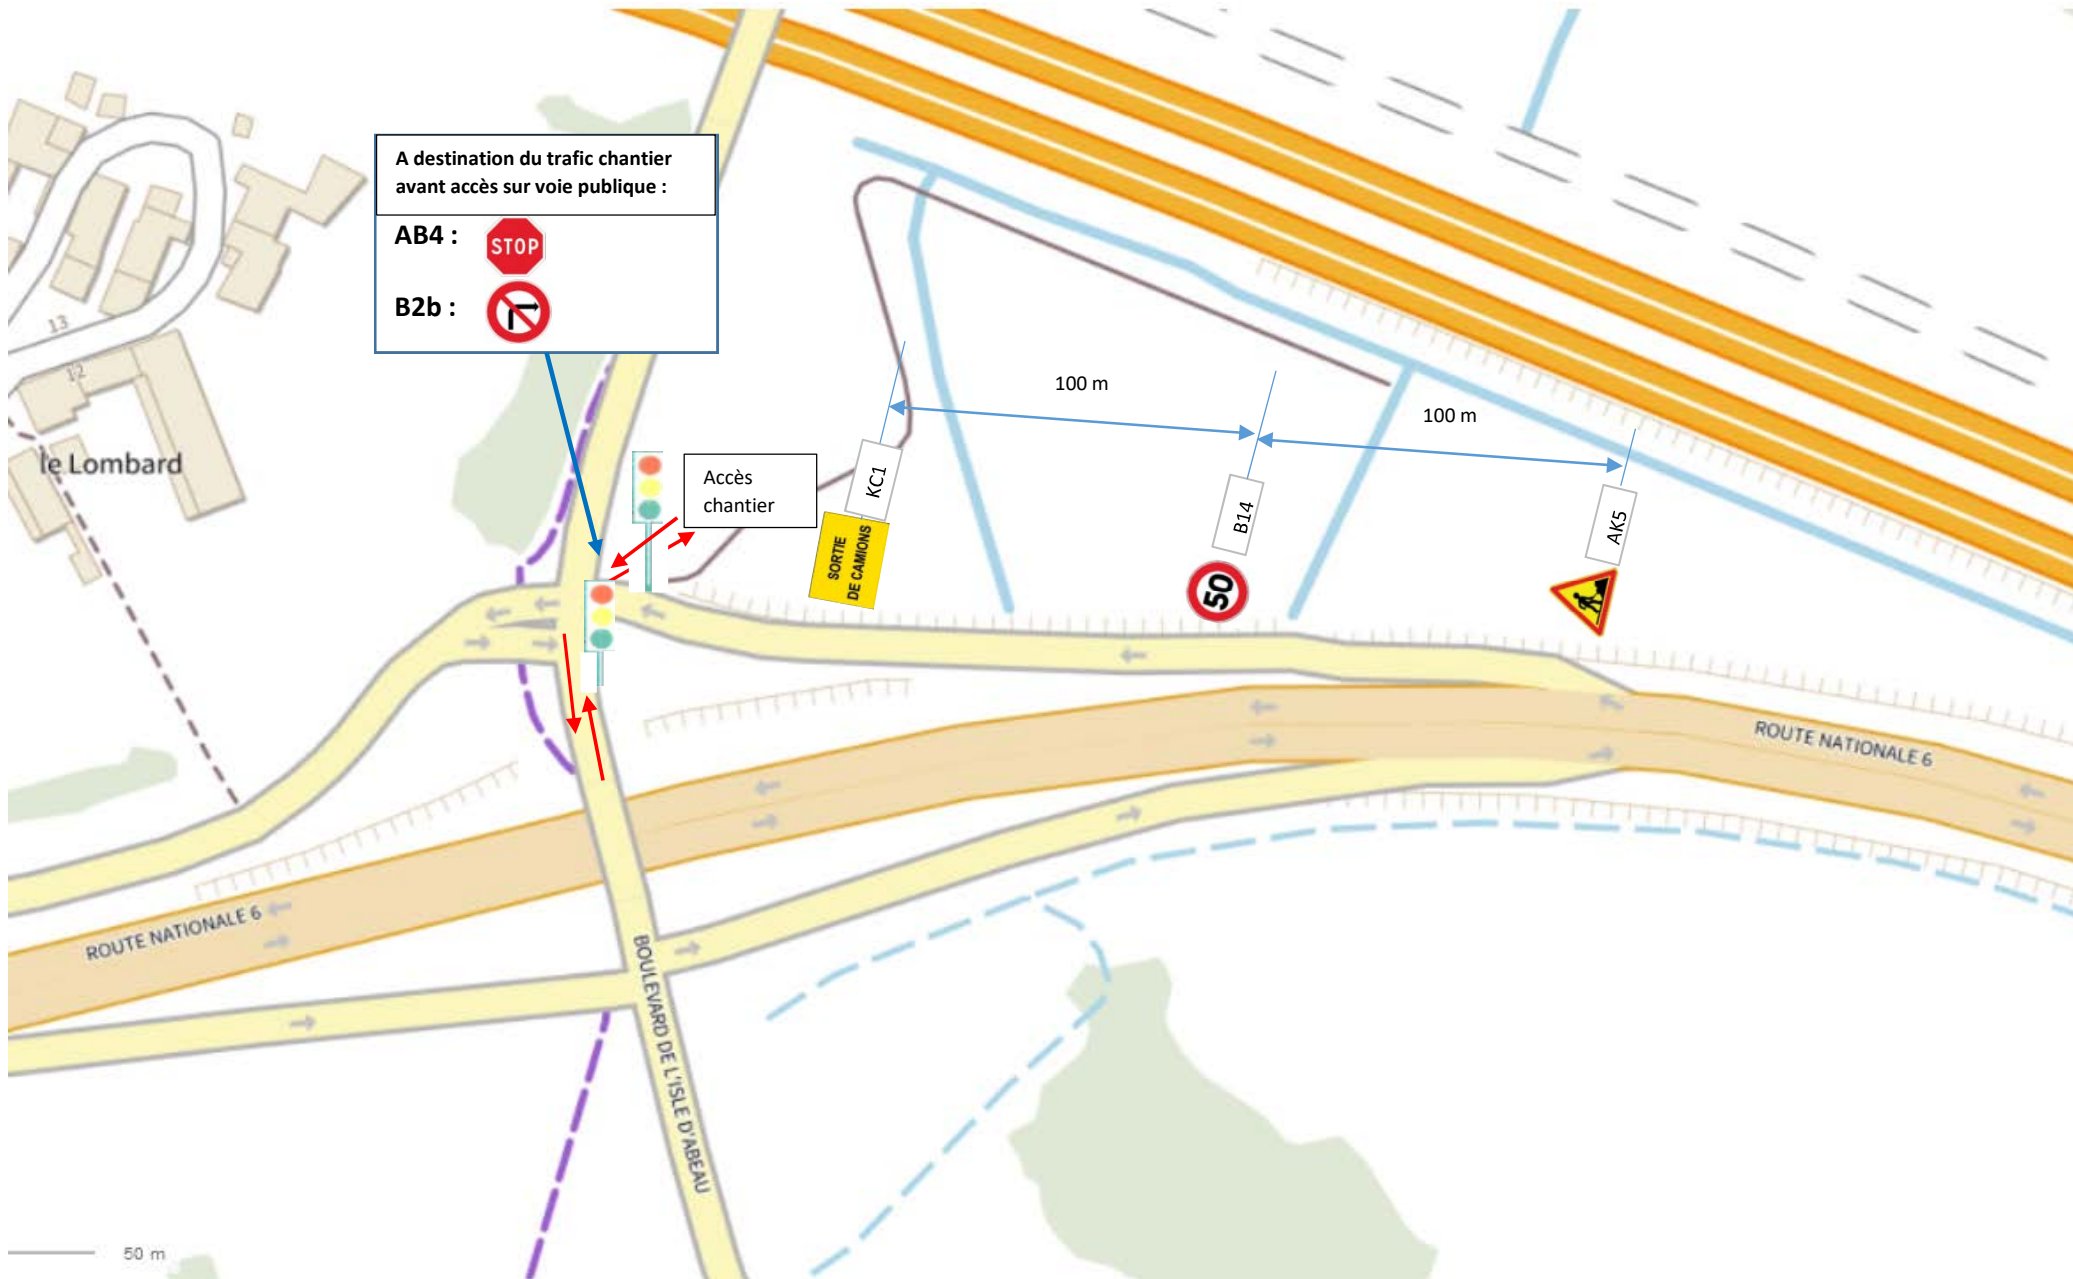 A destination du trafic chantier
avant accès sur voie publique :
AB4 :
STOP
B2b :
13
12
le Lombard
Accès
chantier
100 m
100 m
KC1
SORTIE
DE CAMIONS
B14
50
AK5
ROUTE NATIONALE 6
ROUTE NATIONALE 6
BOULEVARD DE L'ISLE D'ABEAU
50 m